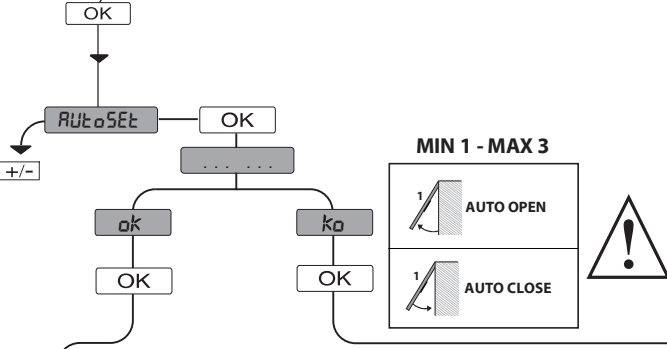 OK
AUtoSEt
OK
+/-
... ...
MIN 1 - MAX 3
ok
ko
1
AUTO OPEN
OK
OK
1
AUTO CLOSE
!